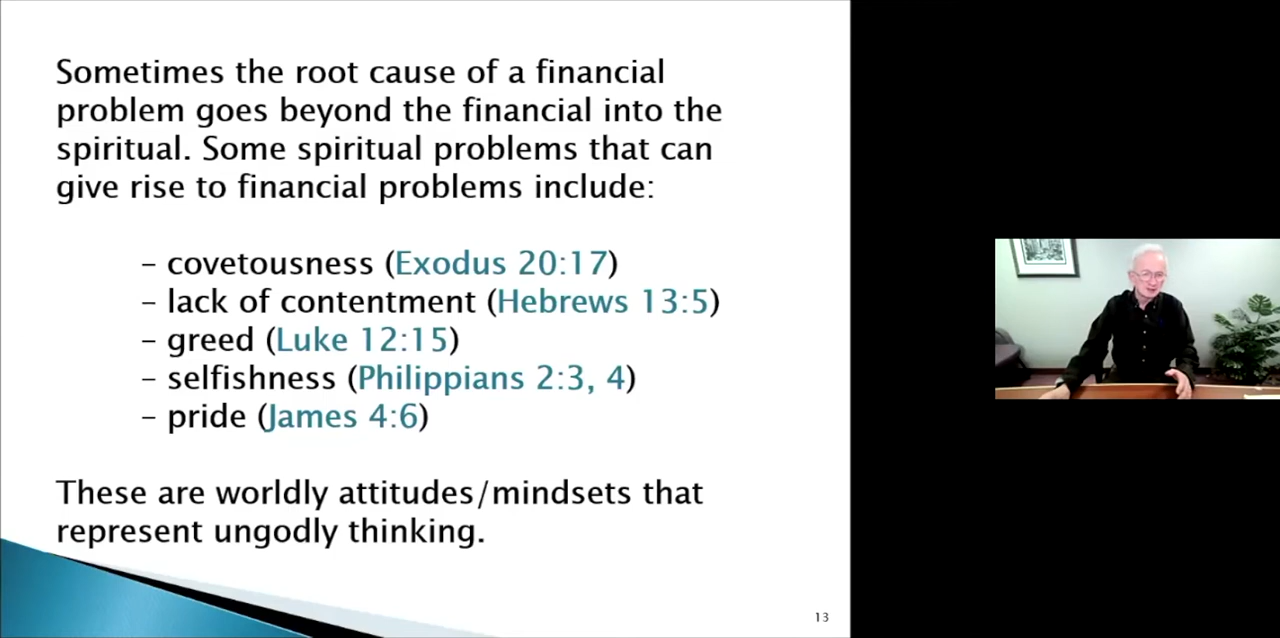 Sometimes the root cause of a financial
problem goes beyond the financial into the
spiritual. Some spiritual problems that can
give rise to financial problems include:
– covetousness (Exodus 20:17)
– lack of contentment (Hebrews 13:5)
– greed (Luke 12:15)
– selfishness (Philippians 2:3, 4)
– pride (James 4:6)
These are worldly attitudes/mindsets that
represent ungodly thinking.
13